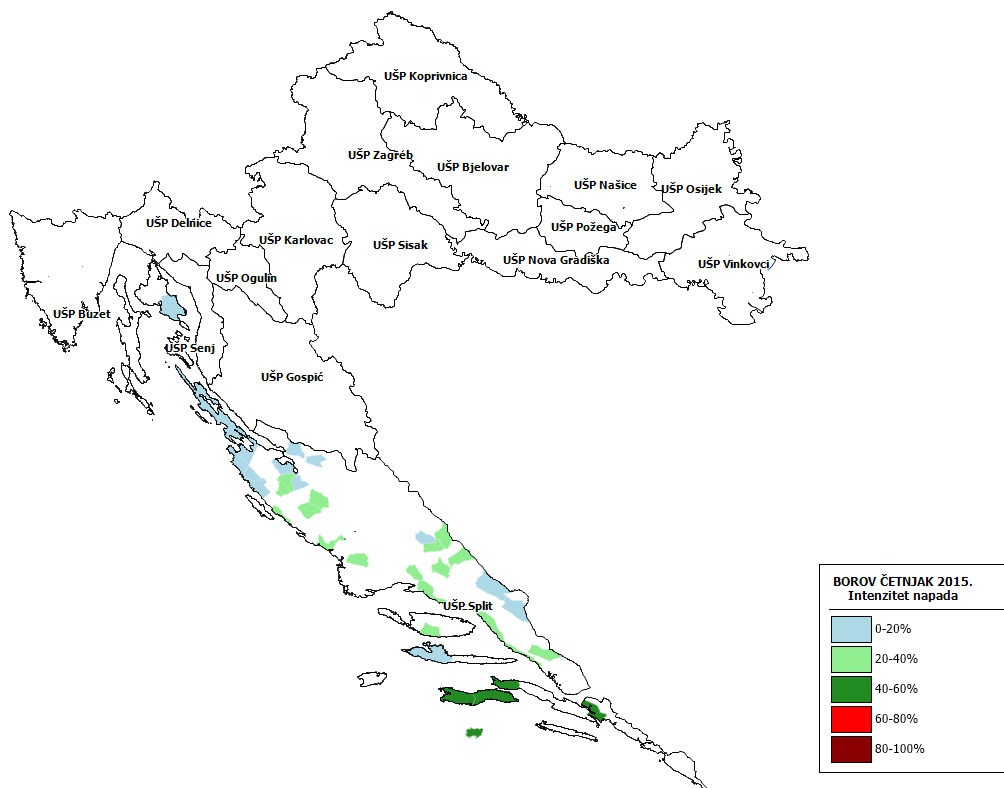 UŠP Koprivnica
UŠP Zagreb
UŠP Bjelovar
UŠP Našice
UŠP Osijek
UŠP Delnice
UŠP Karlovac
UŠP Sisak
UŠP Požega
UŠP Nova Gradiška
UŠP Vinkovci
UŠP Ogulin
UŠP Buzet
UŠP Senj
UŠP Gospić
UŠP Split
BOROV ČETNJAK 2015.
Intenzitet napada
0-20%
20-40%
40-60%
60-80%
80-100%